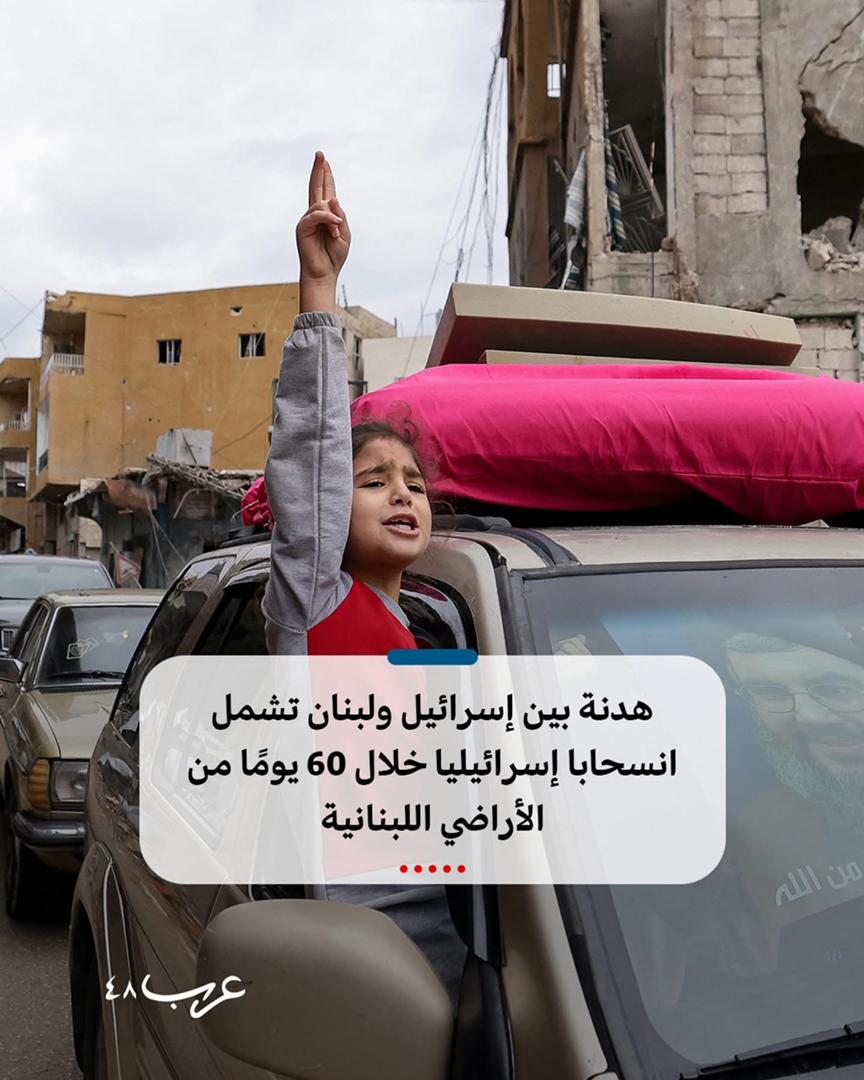 هدنة بين إسرائيل ولبنان تشمل
انسحابا إسرائيليا خلال 60 يومًا من
الأراضي اللبنانية
من الله
عرب ٤٨